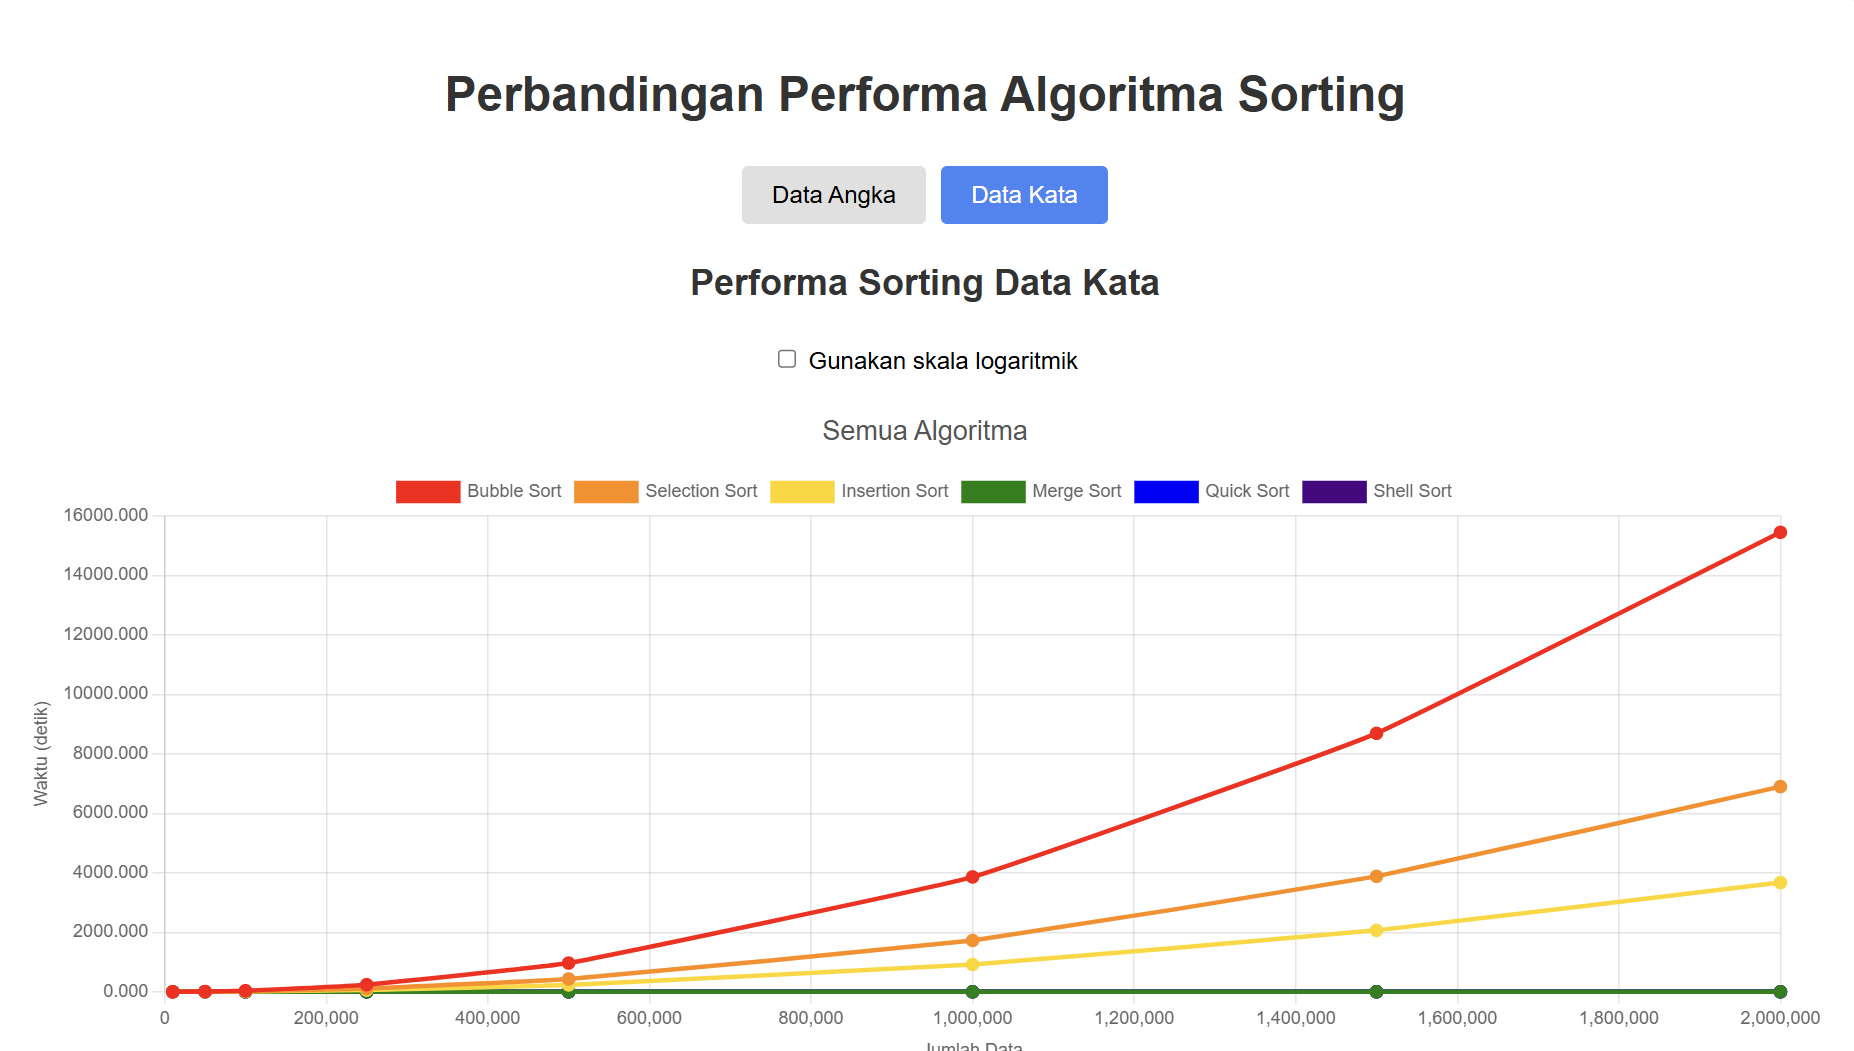 Perbandingan Performa Algoritma Sorting
Data Angka Data Kata
Performa Sorting Data Kata
Gunakan skala logaritmik
Semua Algoritma
Bubble Sort Selection Sort Insertion Sort Merge Sort Quick Sort Shell Sort
16000.000
14000.000
12000.000
10000.000
8000.000
6000.000
4000.000
2000.000
0.000
Waktu (detik)
0 200,000 400,000 600,000 800,000 1,000,000 1,200,000 1,400,000 1,600,000 1,800,000 2,000,000
Jumlah Data